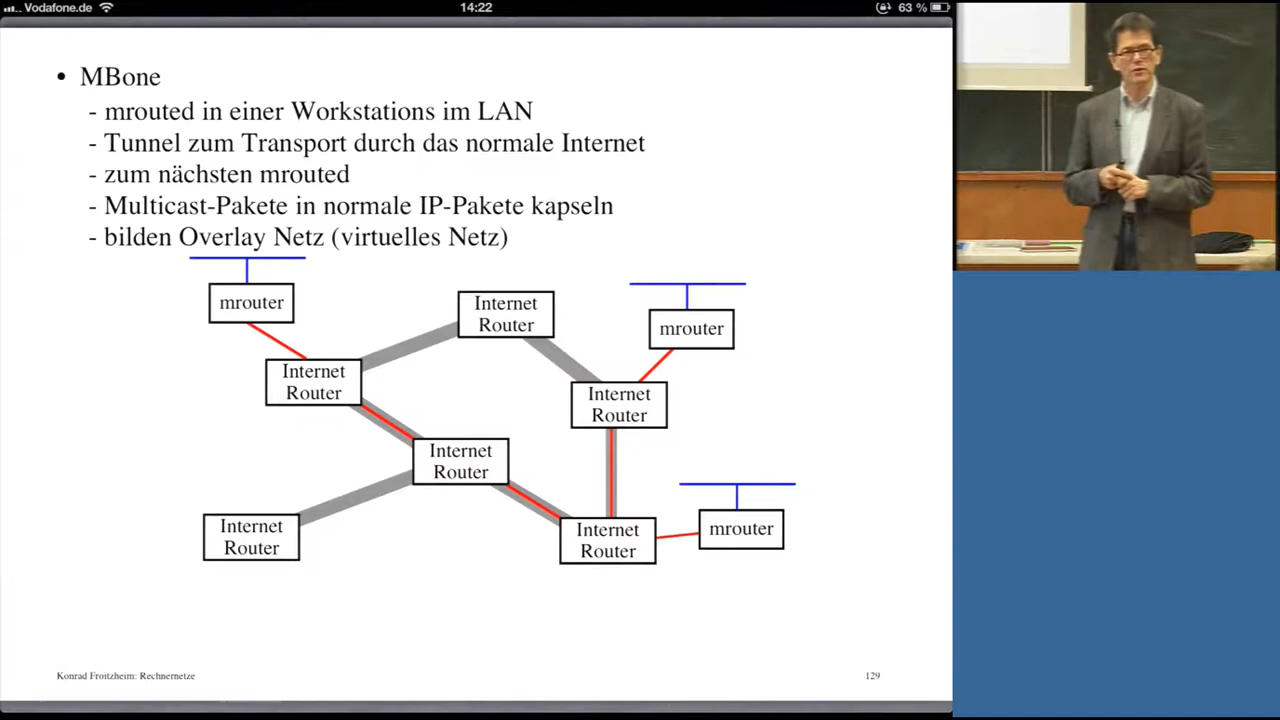 Vodafone.de
14:22
63 %
• MBone
- mrouted in einer Workstations im LAN
- Tunnel zum Transport durch das normale Internet
- zum nächsten mrouted
- Multicast-Pakete in normale IP-Pakete kapseln
- bilden Overlay Netz (virtuelles Netz)
mrouter
Internet
Router
mrouter
Internet
Router
Internet
Router
Internet
Router
Internet
Router
Internet
Router
mrouter
Konrad Froitzheim: Rechnernetze
129